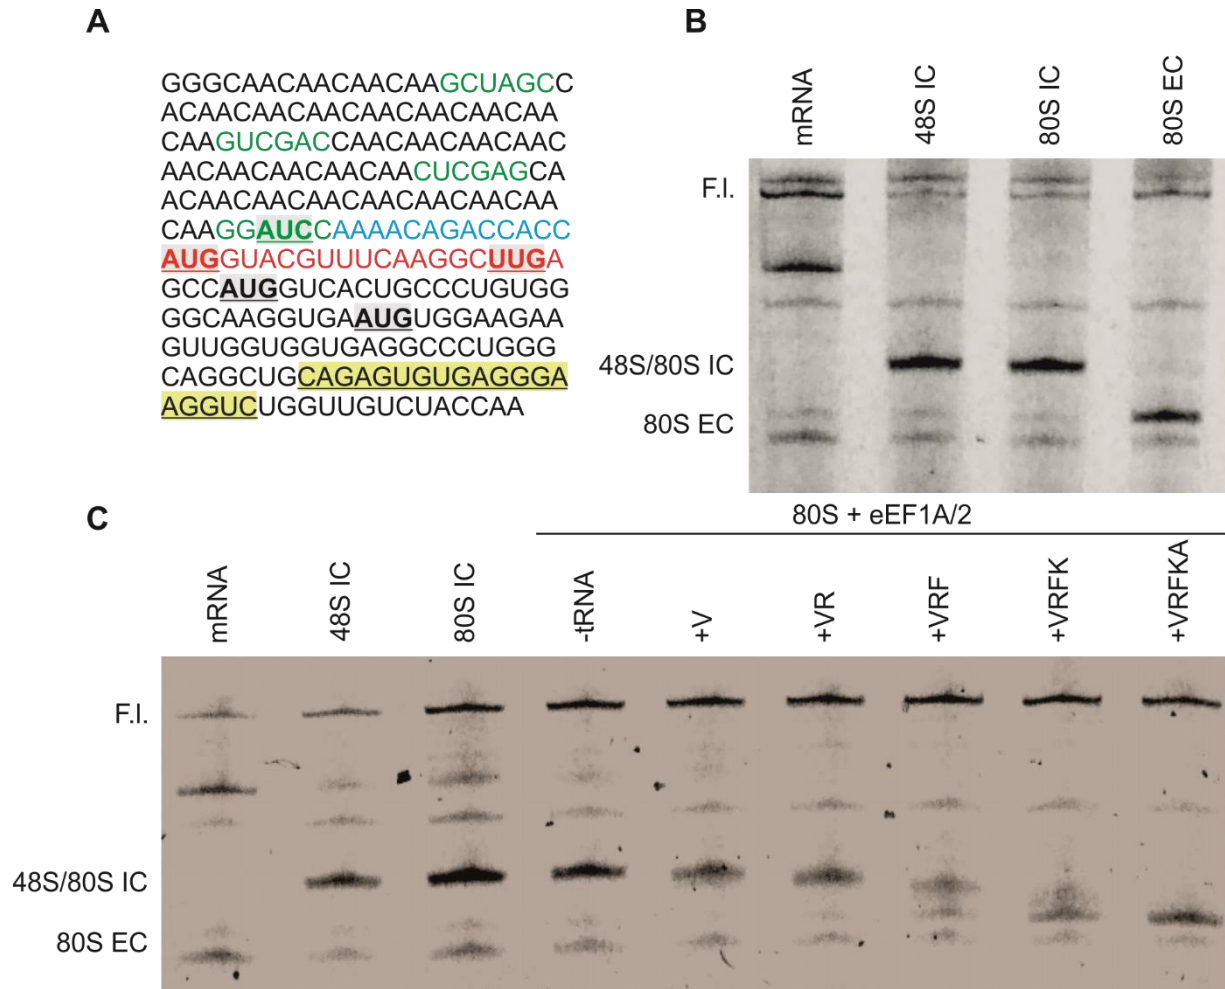 A
GGGCAACAACAACAAGCUAGCC
ACAACAACAACAACAACAACAA
CAAGUCGACCAACAACAACAAC
AACAACAACAACAACUCGAGCA
ACAACAACAACAACAACAACAA
CAAGGAUCCAAAACAGACCACC
AUGGUACGUUUCAAGGCUUGA
GCCAUGGUCACUGCCCUGUGG
GGCAAGGUGAAUGUGGAAGAA
GUUGGUGGUGAGGCCCUGGG
CAGGCUGCAGAGUGUGAGGGA
AGGUCUGGUUGUCUACCAA
B
mRNA
48S IC
80S IC
80S EC
F.l.
48S/80S IC
80S EC
C
80S + eEF1A/2
mRNA
48S IC
80S IC
-tRNA
+V
+VR
+VRF
+VRFK
+VRFKA
F.l.
48S/80S IC
80S EC